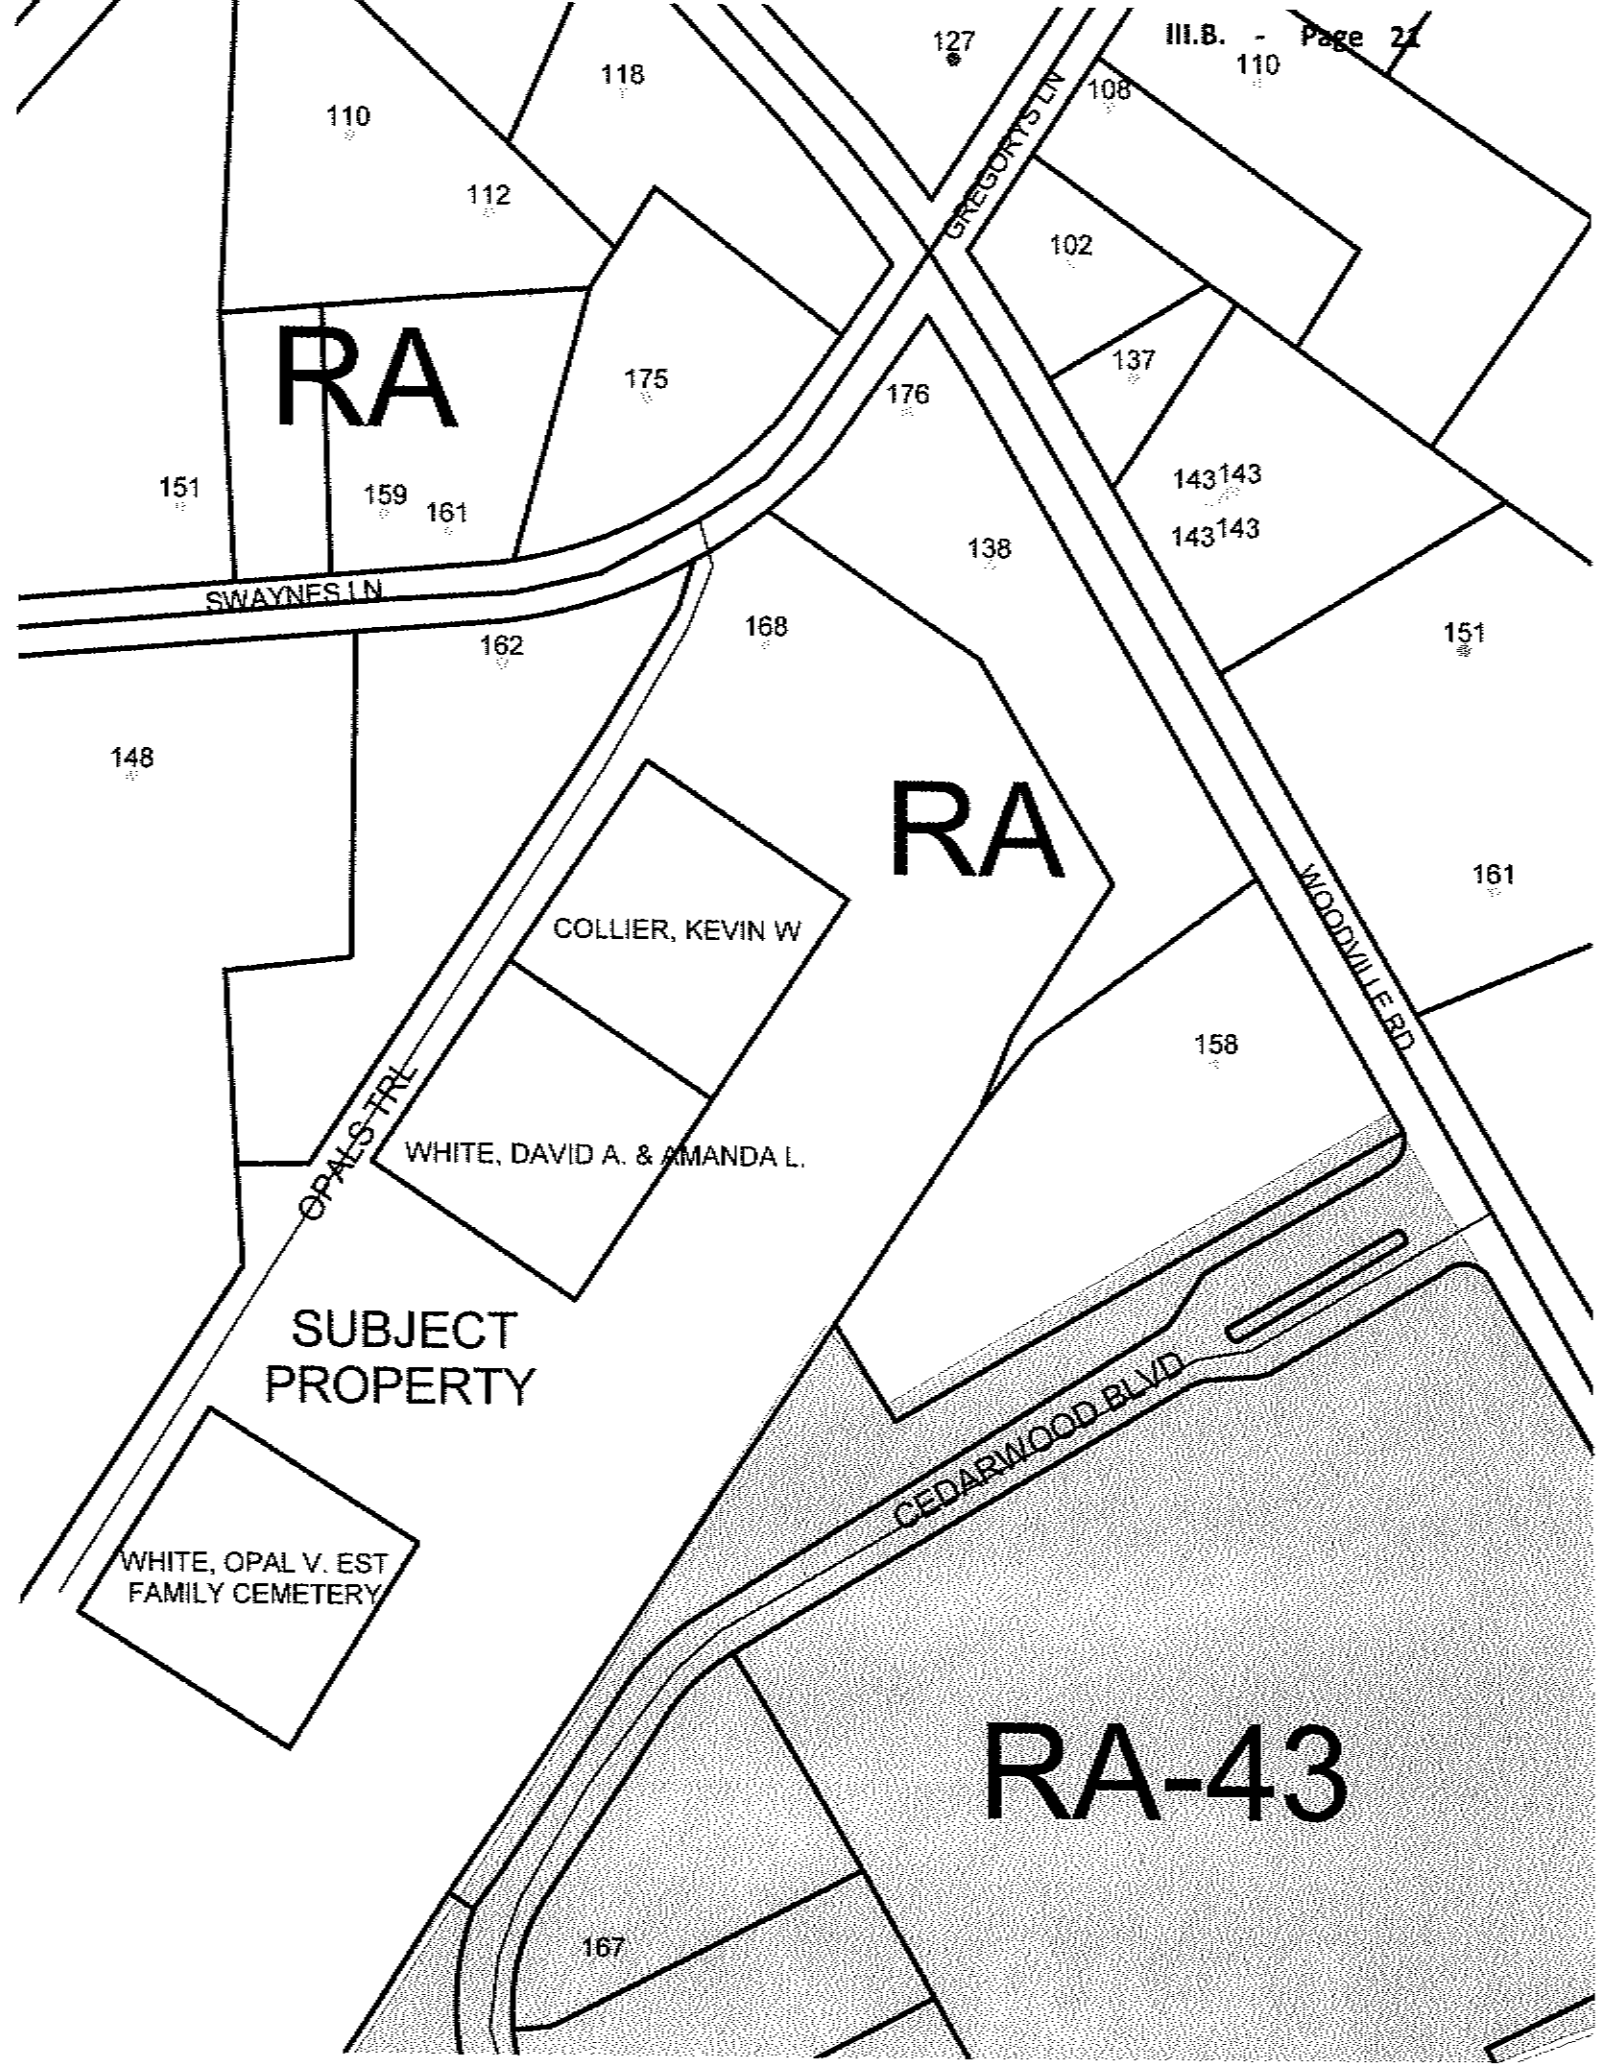 III.B. - Page 21
127
118
110
108
110
GREGORYS LN
112
102
RA
175
176
137
151
159
161
143 143
143 143
138
SWAYNES LN
162
168
151
148
RA
161
COLLIER, KEVIN W
WOODVILLE RD
158
OPALS TRL
WHITE, DAVID A. & AMANDA L.
SUBJECT
PROPERTY
CEDARWOOD BLVD
WHITE, OPAL V. EST
FAMILY CEMETERY
RA-43
167